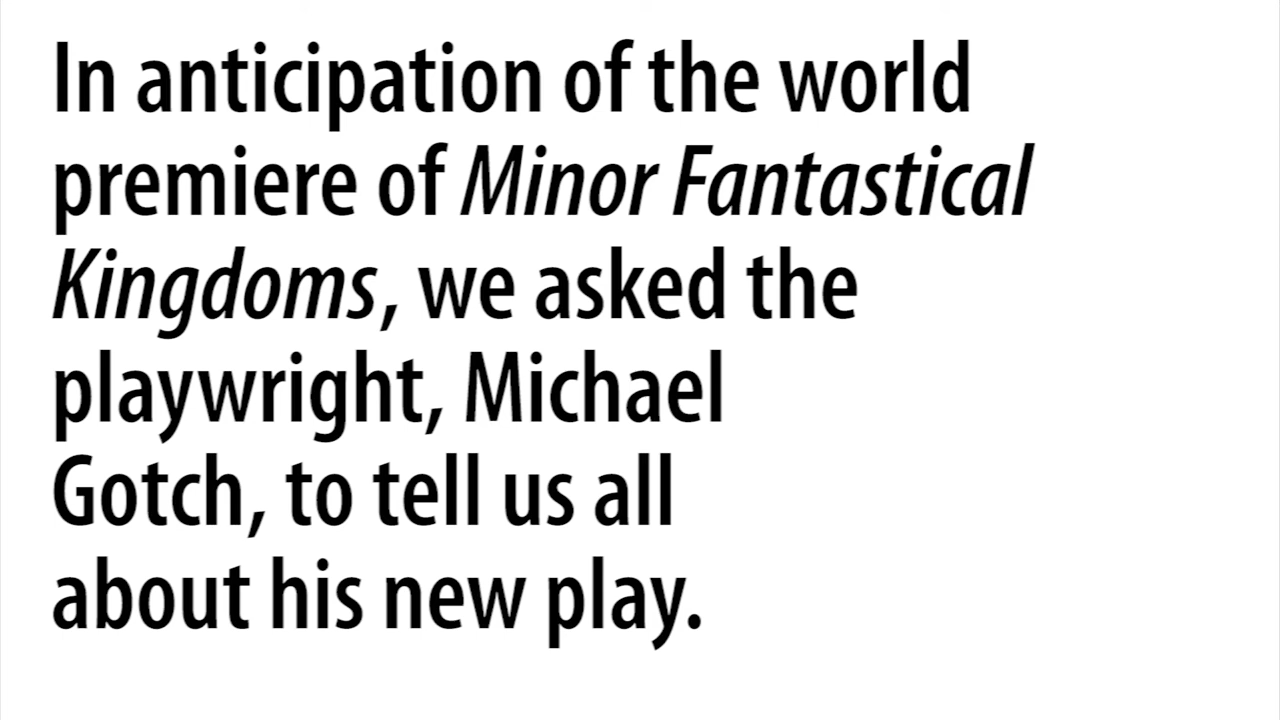 In anticipation of the world
premiere of Minor Fantastical
Kingdoms, we asked the
playwright, Michael
Gotch, to tell us all
about his new play.